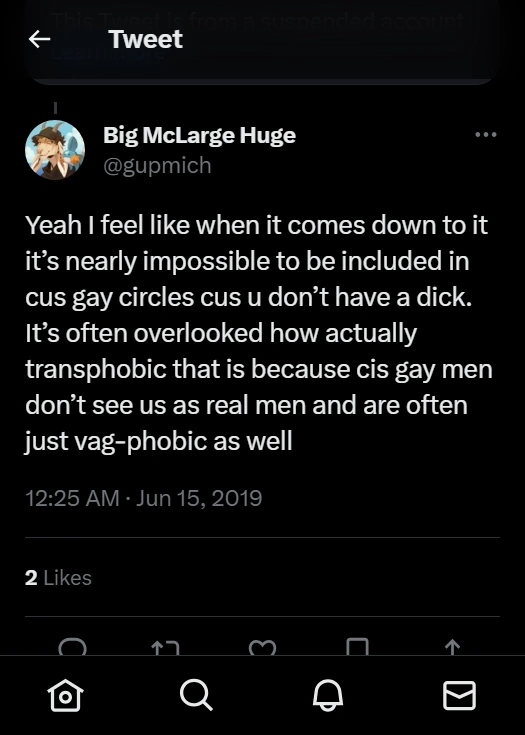 This Tweet is from a suspended account.
Tweet
Big McLarge Huge
@gupmich
Yeah I feel like when it comes down to it
it's nearly impossible to be included in
cus gay circles cus u don't have a dick.
It's often overlooked how actually
transphobic that is because cis gay men
don't see us as real men and are often
just vag-phobic as well
12:25 AM · Jun 15, 2019
2 Likes